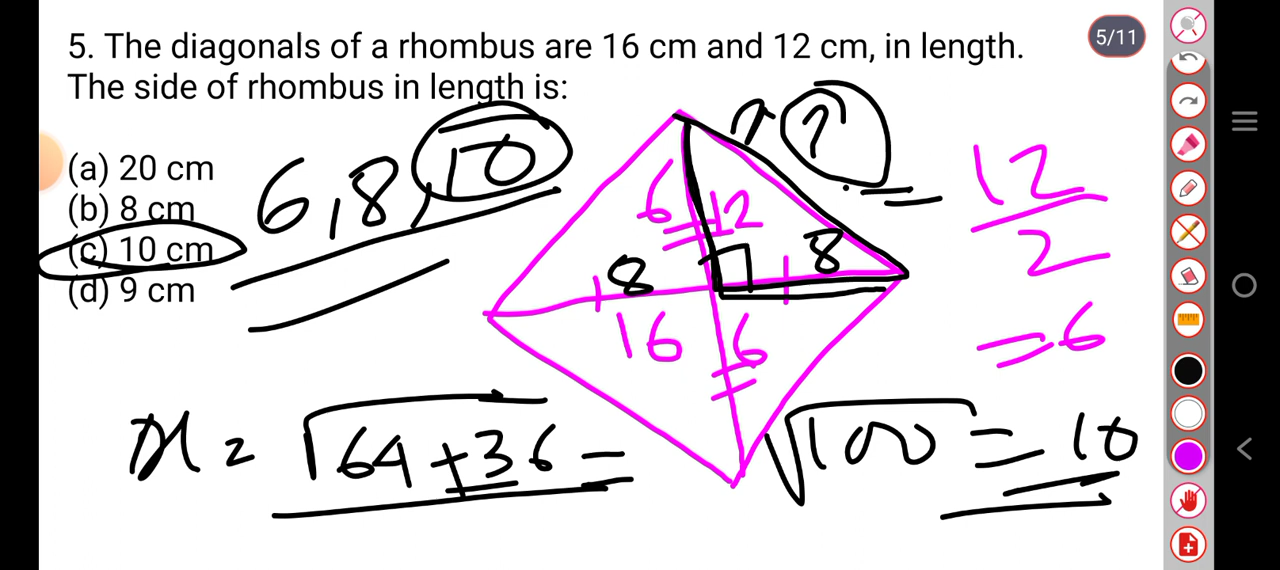 5. The diagonals of a rhombus are 16 cm and 12 cm, in length.
The side of rhombus in length is:
5/11
(a) 20 cm
(b) 8 cm
(c) 10 cm
(d) 9 cm
6, 8, 10
?
6
12
8
8
16
6
12
2
= 6
x = √64+36 = √100 = 10